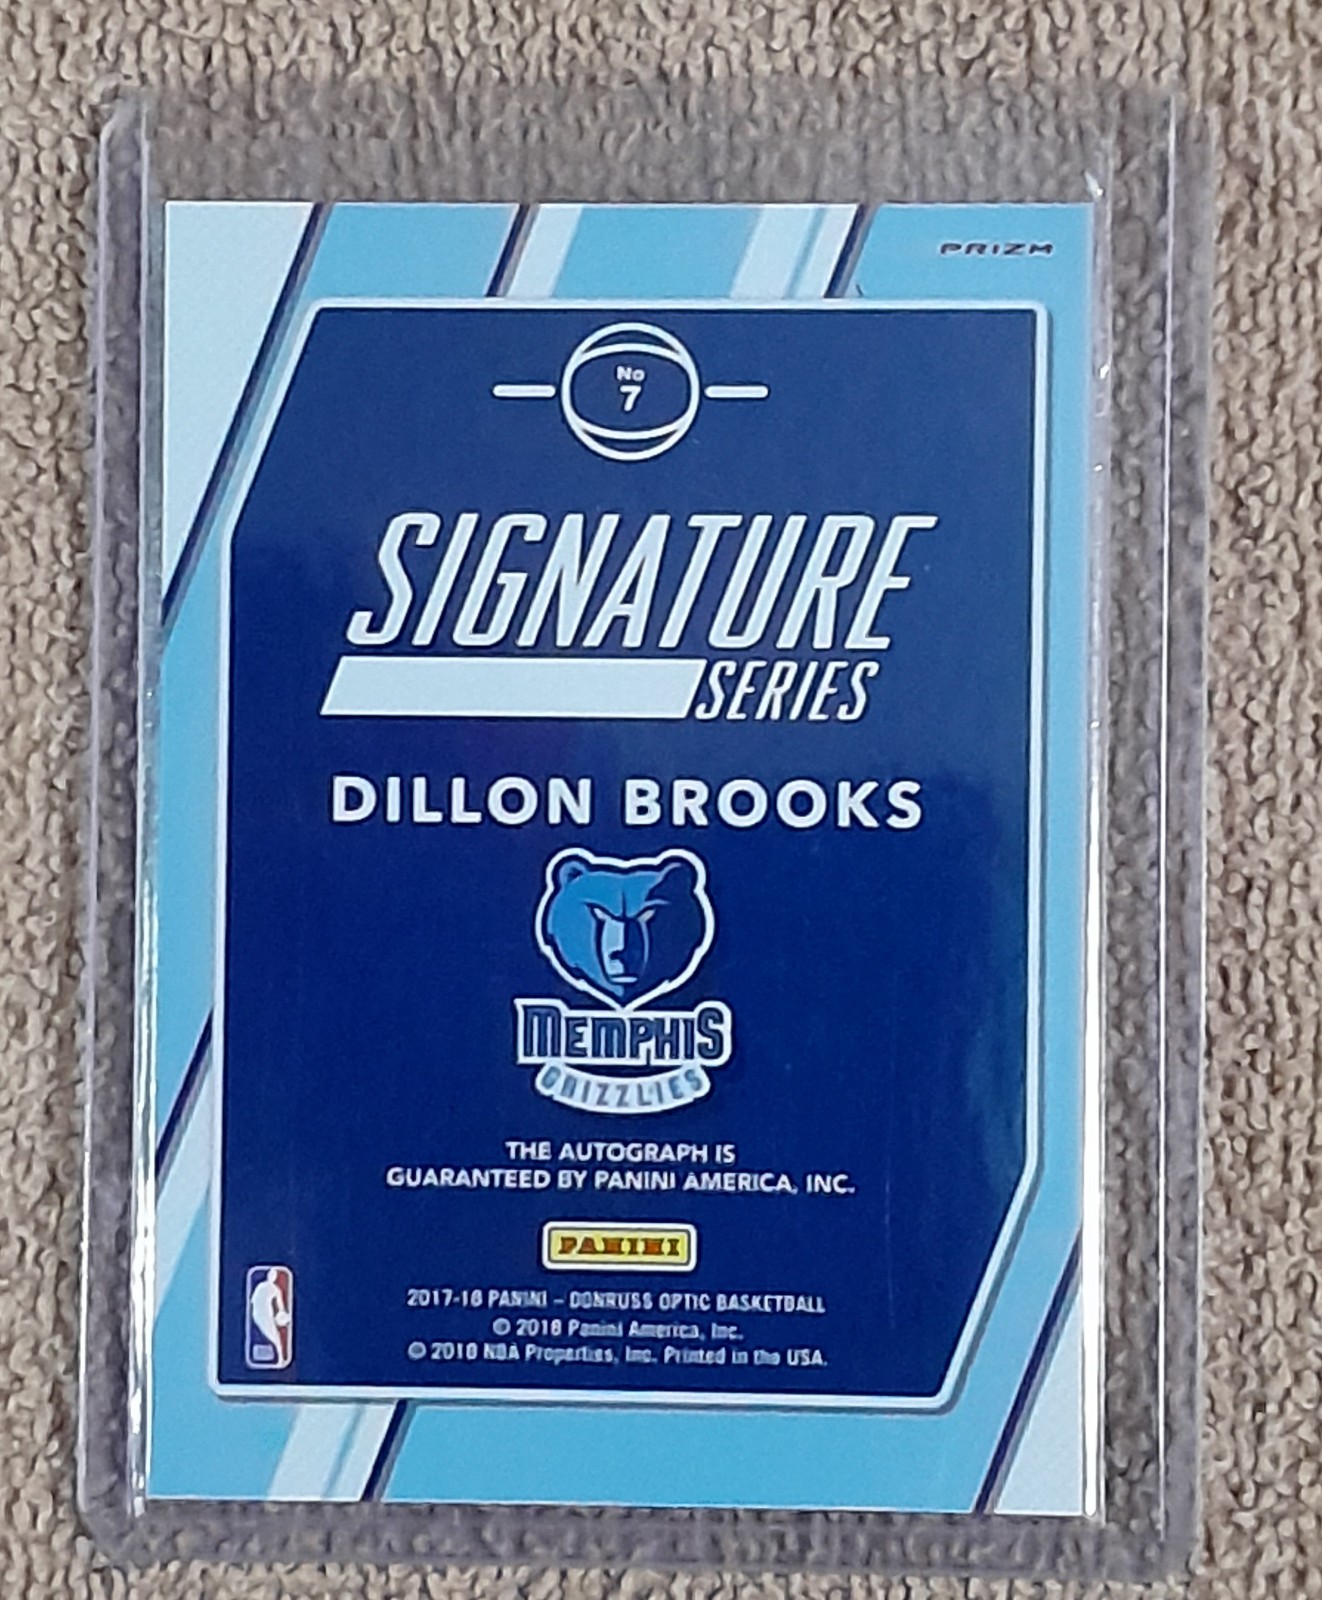 PRIZM
No
7
SIGNATURE
SERIES
DILLON BROOKS
MEMPHIS
GRIZZLIES
THE AUTOGRAPH IS
GUARANTEED BY PANINI AMERICA, INC.
PANINI
2017-18 PANINI – DONRUSS OPTIC BASKETBALL
© 2018 Panini America, Inc.
© 2018 NBA Properties, Inc. Printed in the USA.